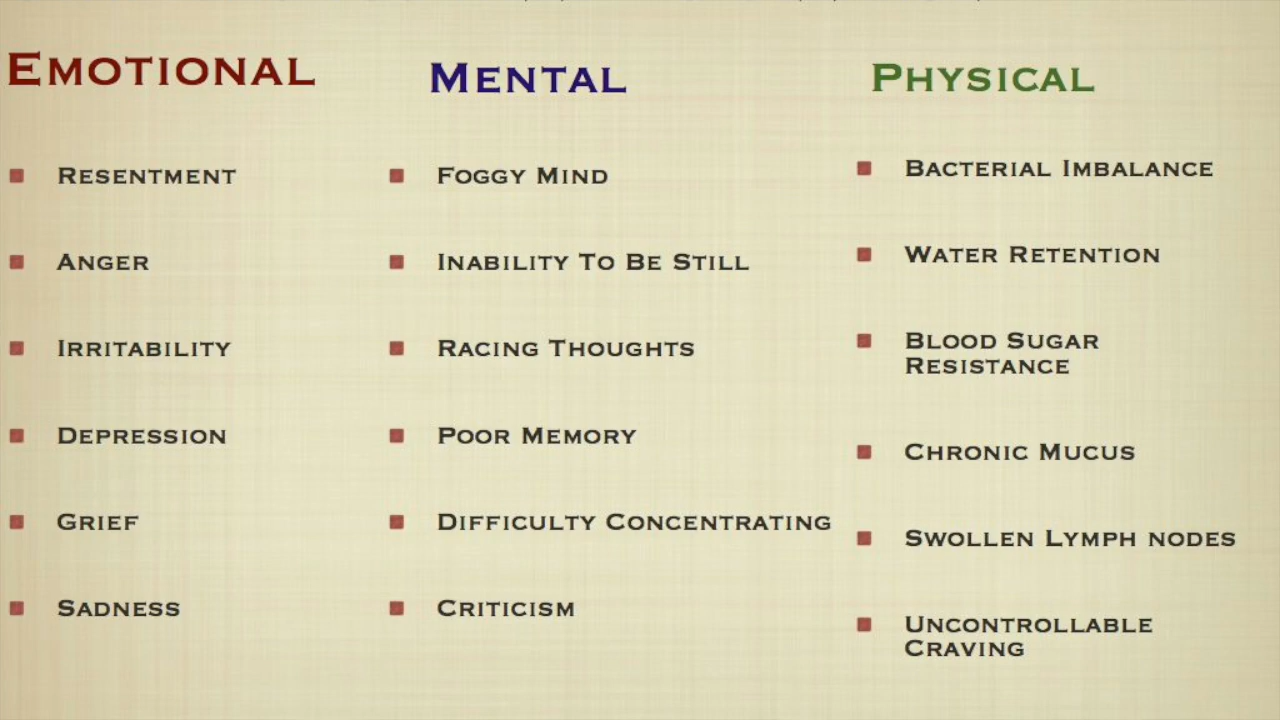 Emotional
Resentment
Anger
Irritability
Depression
Grief
Sadness
Mental
Foggy Mind
Inability To Be Still
Racing Thoughts
Poor Memory
Difficulty Concentrating
Criticism
Physical
Bacterial Imbalance
Water Retention
Blood Sugar
Resistance
Chronic Mucus
Swollen Lymph nodes
Uncontrollable
Craving